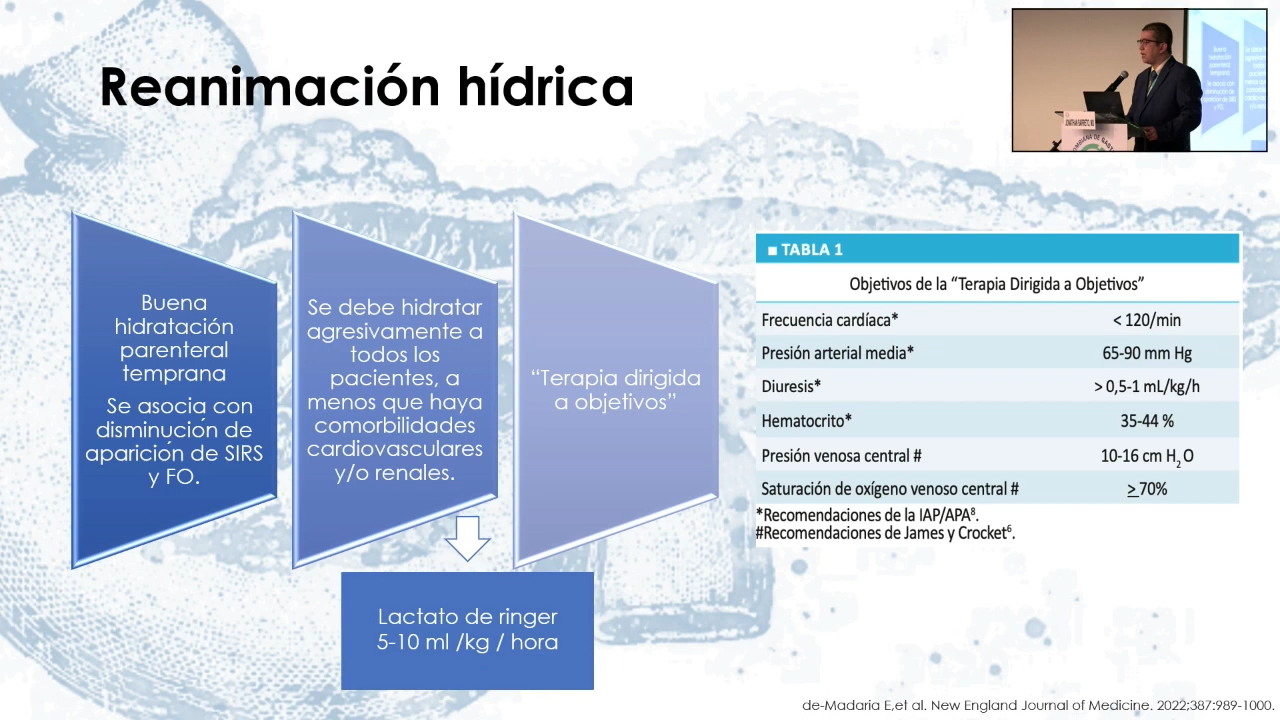 Reanimación hídrica
Buena
hidratación
parenteral
temprana
Se asocia con
disminución de
aparición de SIRS
y FO.
Se debe hidratar
agresivamente a
todos los
pacientes, a
menos que haya
comorbilidades
cardiovasculares
y/o renales.
“Terapia dirigida
a objetivos”
Lactato de ringer
5-10 ml /kg / hora
■ TABLA 1
Objetivos de la “Terapia Dirigida a Objetivos”
Frecuencia cardíaca* < 120/min
Presión arterial media* 65-90 mm Hg
Diuresis* > 0,5-1 mL/kg/h
Hematocrito* 35-44 %
Presión venosa central # 10-16 cm H₂O
Saturación de oxígeno venoso central # ≥ 70%
*Recomendaciones de la IAP/APA⁸.
#Recomendaciones de James y Crocket⁶.
de-Madaria E,et al. New England Journal of Medicine. 2022;387:989-1000.